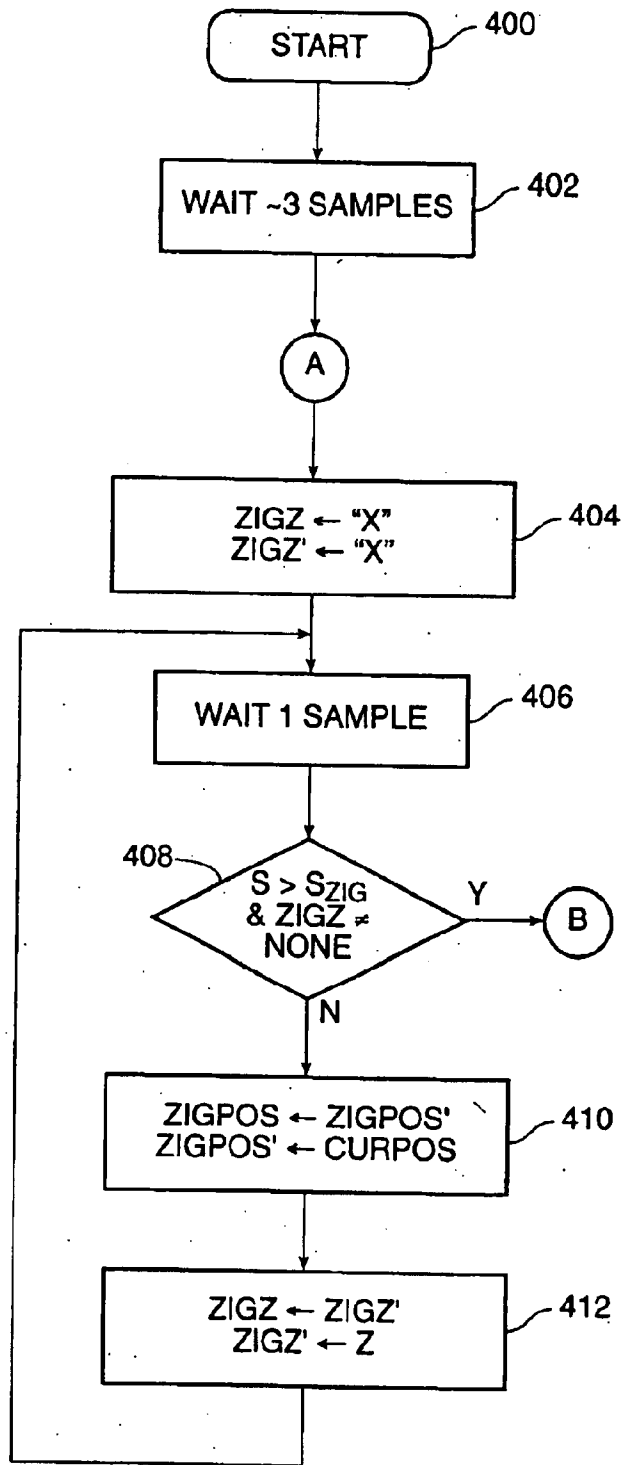 START
400
WAIT ~3 SAMPLES
402
A
ZIGZ ← “X”
ZIGZ' ← “X”
404
WAIT 1 SAMPLE
406
408
S > SZIG
& ZIGZ ≠
NONE
Y
B
N
ZIGPOS ← ZIGPOS'
ZIGPOS' ← CURPOS
410
ZIGZ ← ZIGZ'
ZIGZ' ← Z
412